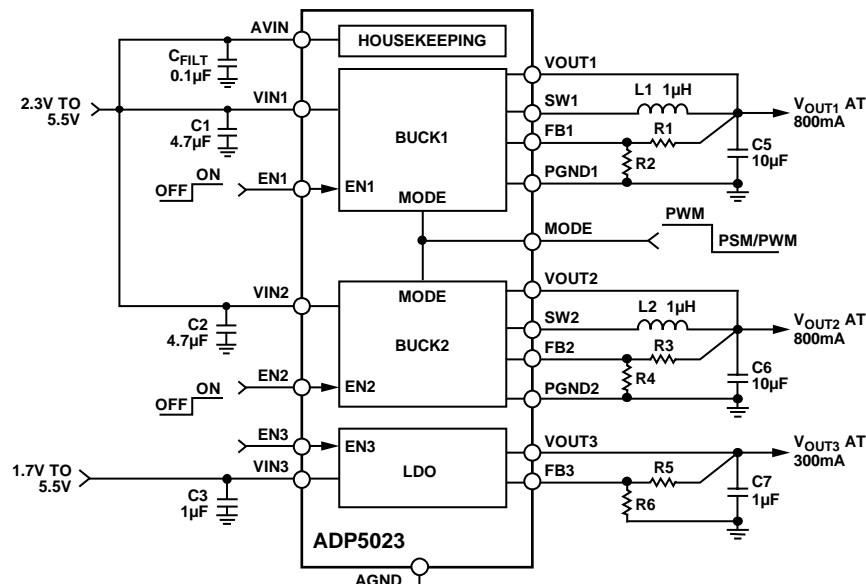 AVIN
HOUSEKEEPING
CFILT
0.1µF
2.3V TO
5.5V
VIN1
C1
4.7µF
EN1
OFF
ON
EN1
BUCK1
MODE
VOUT1
SW1
FB1
PGND1
L1 1µH
R1
R2
VOUT1 AT
800mA
C5
10µF
MODE
PWM
PSM/PWM
VIN2
C2
4.7µF
EN2
OFF
ON
MODE
BUCK2
EN2
VOUT2
SW2
FB2
PGND2
L2 1µH
R3
R4
VOUT2 AT
800mA
C6
10µF
EN3
1.7V TO
5.5V
VIN3
C3
1µF
EN3
LDO
VOUT3
FB3
R5
R6
VOUT3 AT
300mA
C7
1µF
ADP5023
AGND